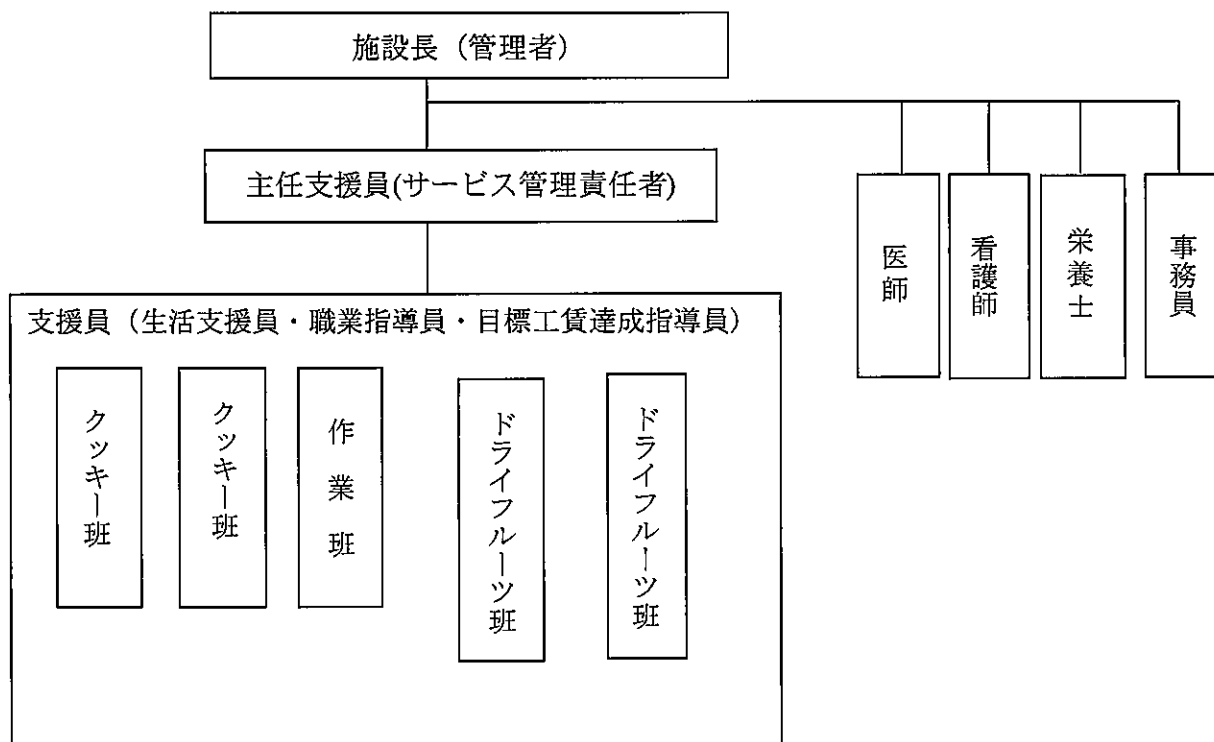 施設長（管理者）
主任支援員(サービス管理責任者)
医師
看護師
栄養士
事務員
支援員（生活支援員・職業指導員・目標工賃達成指導員）
クッキー班
クッキー班
作業班
ドライフルーツ班
ドライフルーツ班